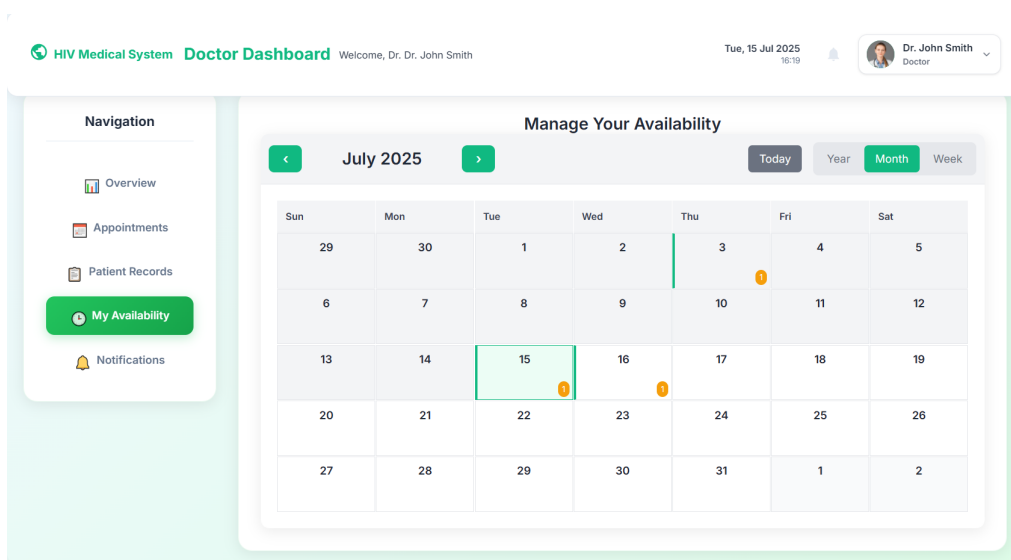 HIV Medical System Doctor Dashboard Welcome, Dr. Dr. John Smith
Tue, 15 Jul 2025
16:19
Dr. John Smith
Doctor
Navigation
Overview
Appointments
Patient Records
My Availability
Notifications
Manage Your Availability
July 2025
Today Year Month Week
Sun Mon Tue Wed Thu Fri Sat
29 30 1 2 3 4 5
1
6 7 8 9 10 11 12
13 14 15 16 17 18 19
1 1
20 21 22 23 24 25 26
27 28 29 30 31 1 2